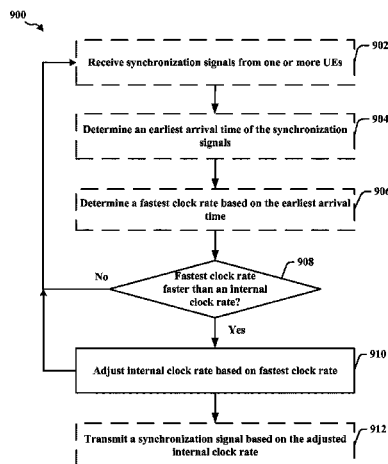 900
902
Receive synchronization signals from one or more UEs
904
Determine an earliest arrival time of the synchronization
signals
906
Determine a fastest clock rate based on the earliest arrival
time
908
No
Fastest clock rate
faster than an internal
clock rate?
Yes
910
Adjust internal clock rate based on fastest clock rate
912
Transmit a synchronization signal based on the adjusted
internal clock rate